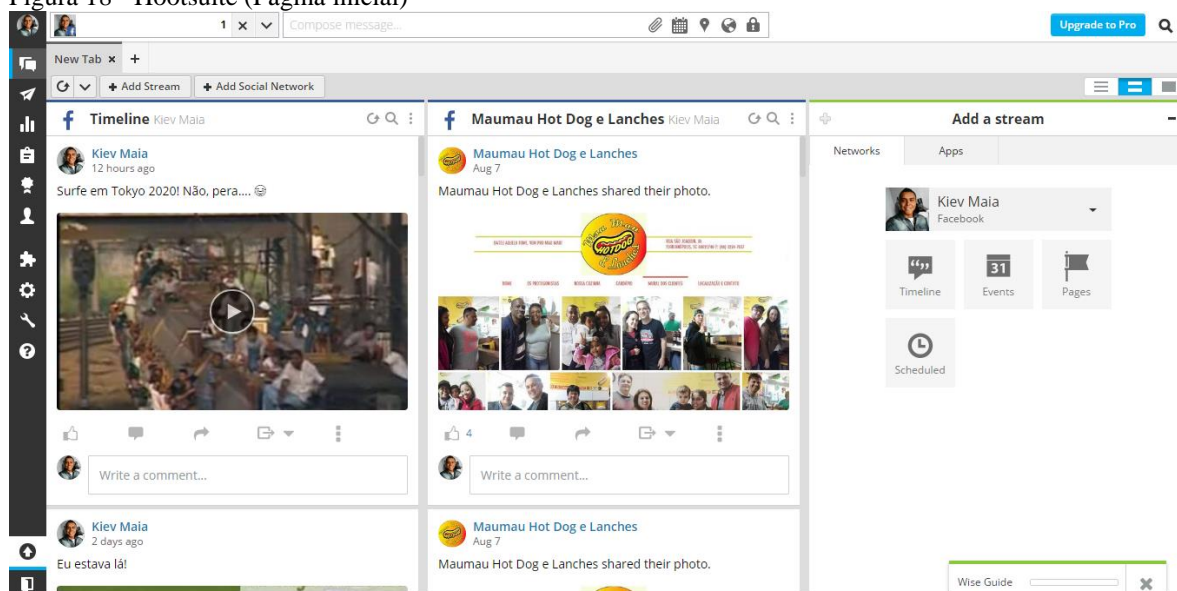 Figura 18 - Hootsuite (Página inicial)
1 Compose message...
Upgrade to Pro
New Tab
Add Stream
Add Social Network
Timeline Kiev Maia
Kiev Maia
12 hours ago
Surfe em Tokyo 2020! Não, pera....
Write a comment...
Kiev Maia
2 days ago
Eu estava lá!
Maumau Hot Dog e Lanches Kiev Maia
Maumau Hot Dog e Lanches
Aug 7
Maumau Hot Dog e Lanches shared their photo.
HOTDOG
4
Write a comment...
Maumau Hot Dog e Lanches
Aug 7
Maumau Hot Dog e Lanches shared their photo.
Add a stream
Networks
Apps
Kiev Maia
Facebook
Timeline
31
Events
Pages
Scheduled
Wise Guide